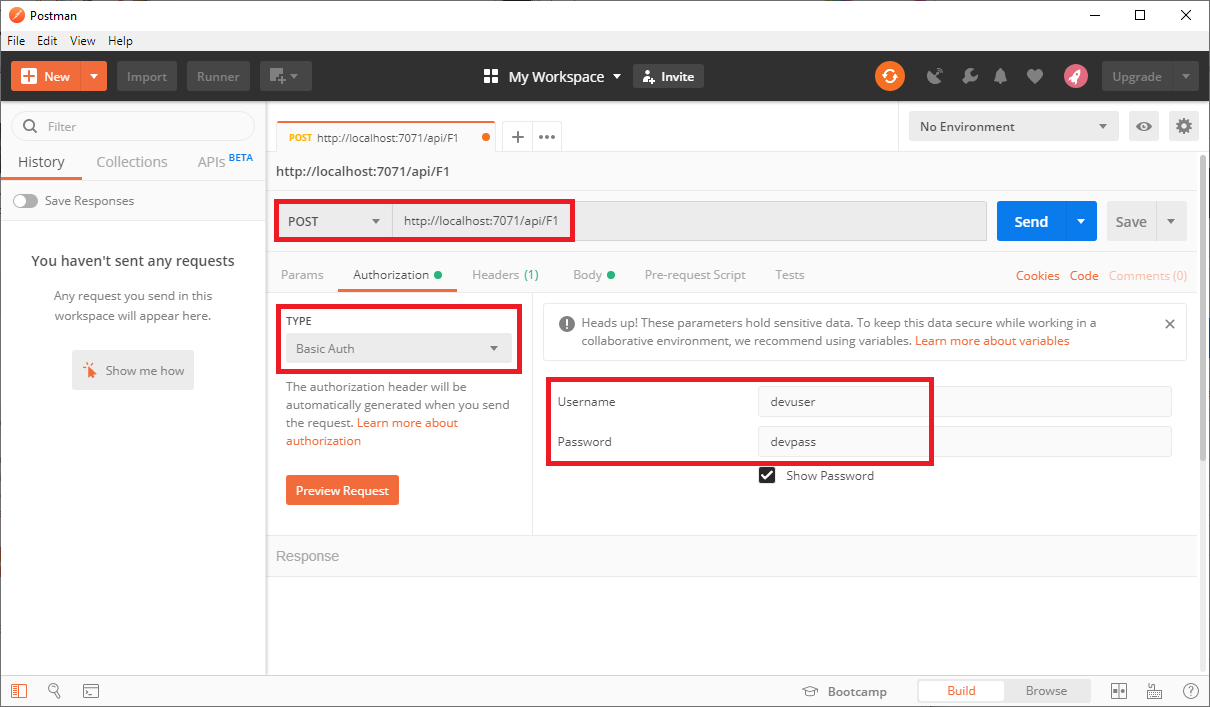 Postman
File Edit View Help
New Import Runner My Workspace Invite Upgrade
Filter
History Collections APIs BETA
Save Responses
You haven't sent any requests
Any request you send in this
workspace will appear here.
Show me how
POST http://localhost:7071/api/F1
No Environment
http://localhost:7071/api/F1
POST http://localhost:7071/api/F1 Send Save
Params Authorization Headers (1) Body Pre-request Script Tests Cookies Code Comments (0)
TYPE
Basic Auth
The authorization header will be
automatically generated when you send
the request. Learn more about
authorization
Preview Request
Heads up! These parameters hold sensitive data. To keep this data secure while working in a
collaborative environment, we recommend using variables. Learn more about variables
Username devuser
Password devpass
Show Password
Response
Bootcamp Build Browse